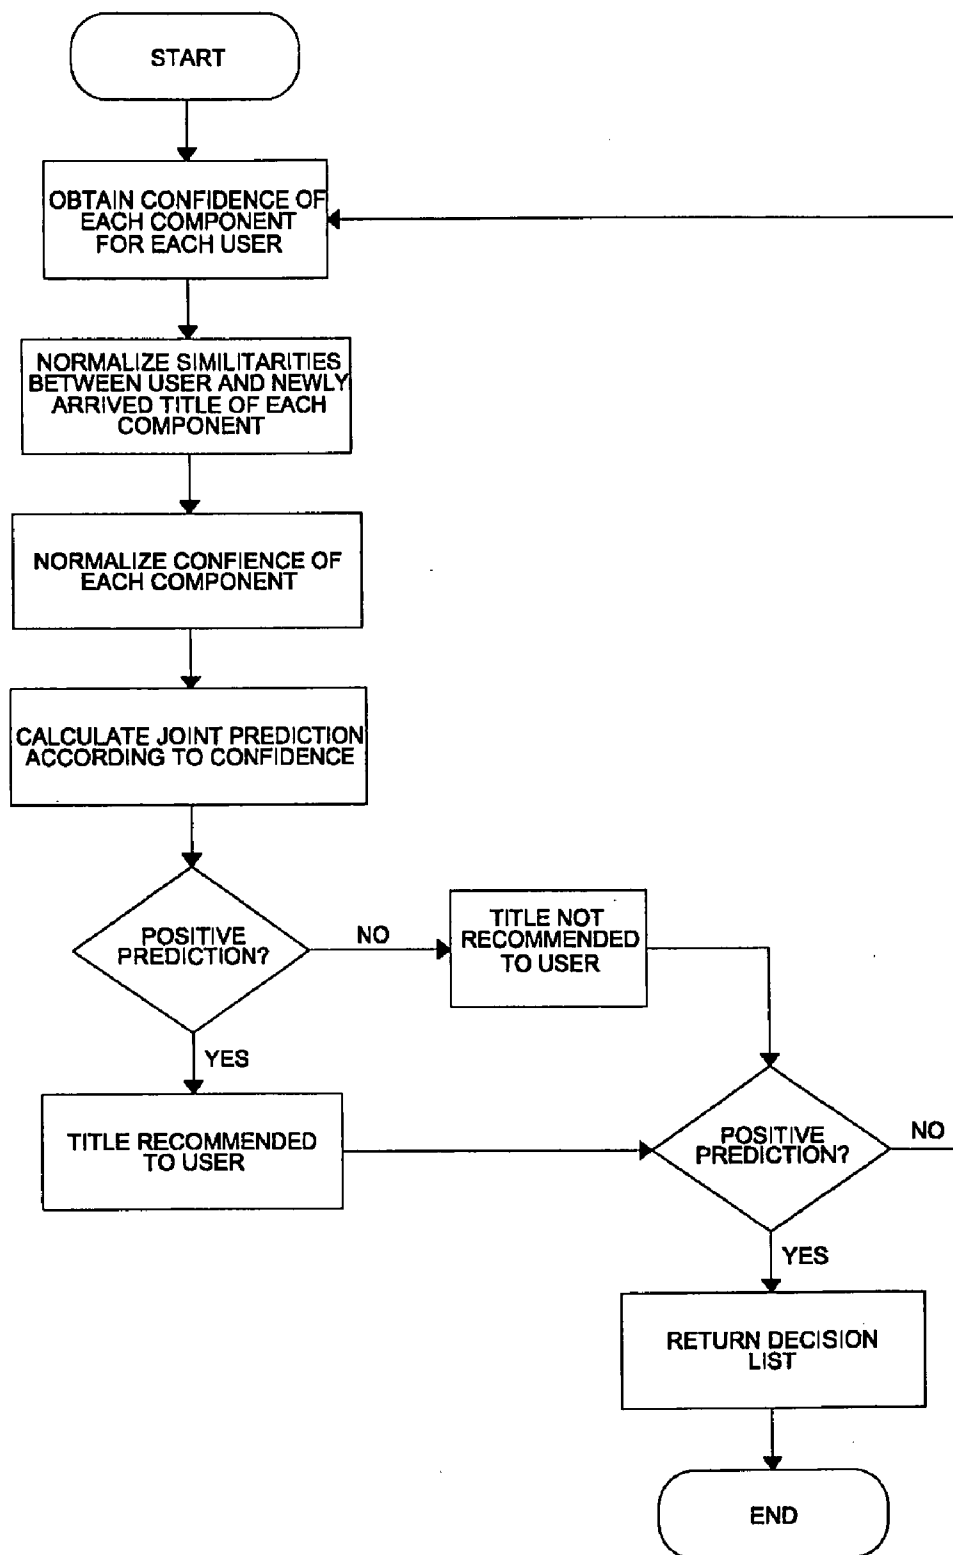 START
OBTAIN CONFIDENCE OF
EACH COMPONENT
FOR EACH USER
NORMALIZE SIMILITARITIES
BETWEEN USER AND NEWLY
ARRIVED TITLE OF EACH
COMPONENT
NORMALIZE CONFIENCE OF
EACH COMPONENT
CALCULATE JOINT PREDICTION
ACCORDING TO CONFIDENCE
POSITIVE
PREDICTION?
NO
TITLE NOT
RECOMMENDED
TO USER
YES
TITLE RECOMMENDED
TO USER
POSITIVE
PREDICTION?
NO
YES
RETURN DECISION
LIST
END